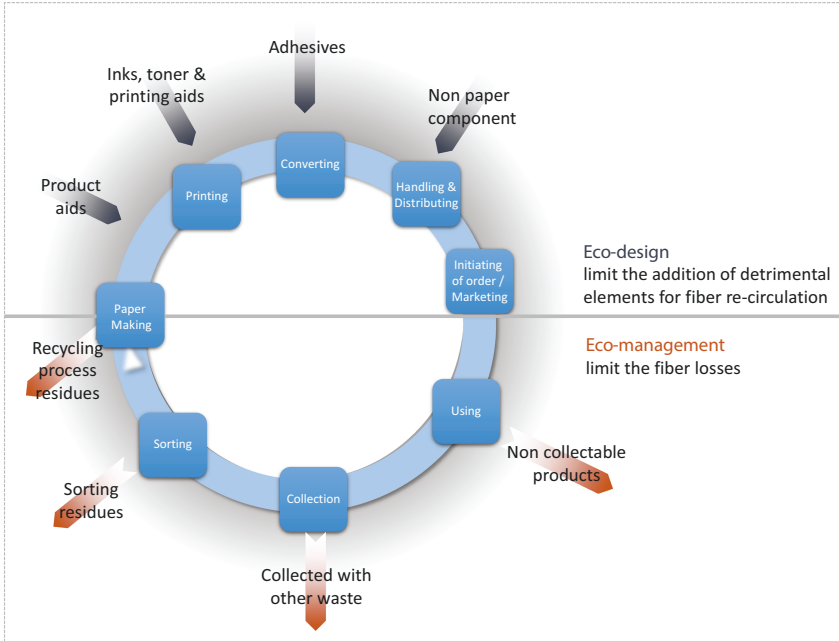 Adhesives
Inks, toner &
printing aids
Non paper
component
Converting
Product
aids
Printing
Handling &
Distributing
Eco-design
limit the addition of detrimental
elements for fiber re-circulation
Initiating
of order /
Marketing
Paper
Making
Eco-management
limit the fiber losses
Recycling
process
residues
Using
Sorting
Non collectable
products
Sorting
residues
Collection
Collected with
other waste